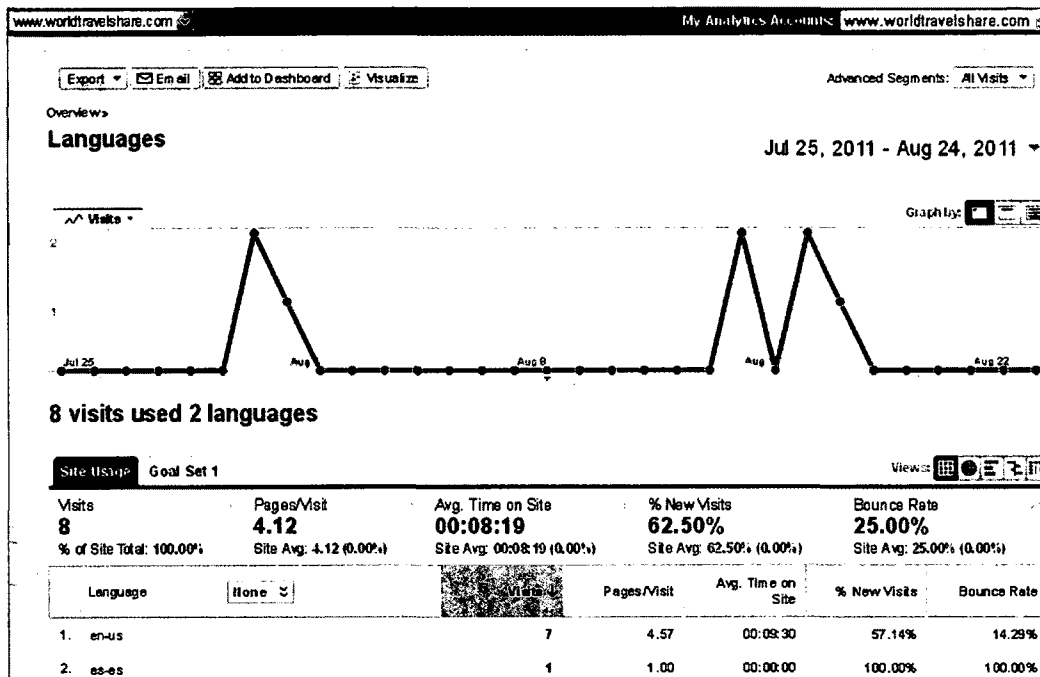 www.worldtravelshare.com My Analytics Accounts: www.worldtravelshare.com
Export Email Add to Dashboard Visualize Advanced Segments: All Visits
Overview »
Languages
Jul 25, 2011 - Aug 24, 2011
Visits Graph by:
2
1
Jul 25 Aug Aug 8 Aug Aug 22
8 visits used 2 languages
Site Usage Goal Set 1 Views:
Visits Pages/Visit Avg. Time on Site % New Visits Bounce Rate
8 4.12 00:08:19 62.50% 25.00%
% of Site Total: 100.00% Site Avg: 4.12 (0.00%) Site Avg: 00:08:19 (0.00%) Site Avg: 62.50% (0.00%) Site Avg: 25.00% (0.00%)
Language None Visits Pages/Visit Avg. Time on Site % New Visits Bounce Rate
1. en-us 7 4.57 00:09:30 57.14% 14.29%
2. es-es 1 1.00 00:00:00 100.00% 100.00%